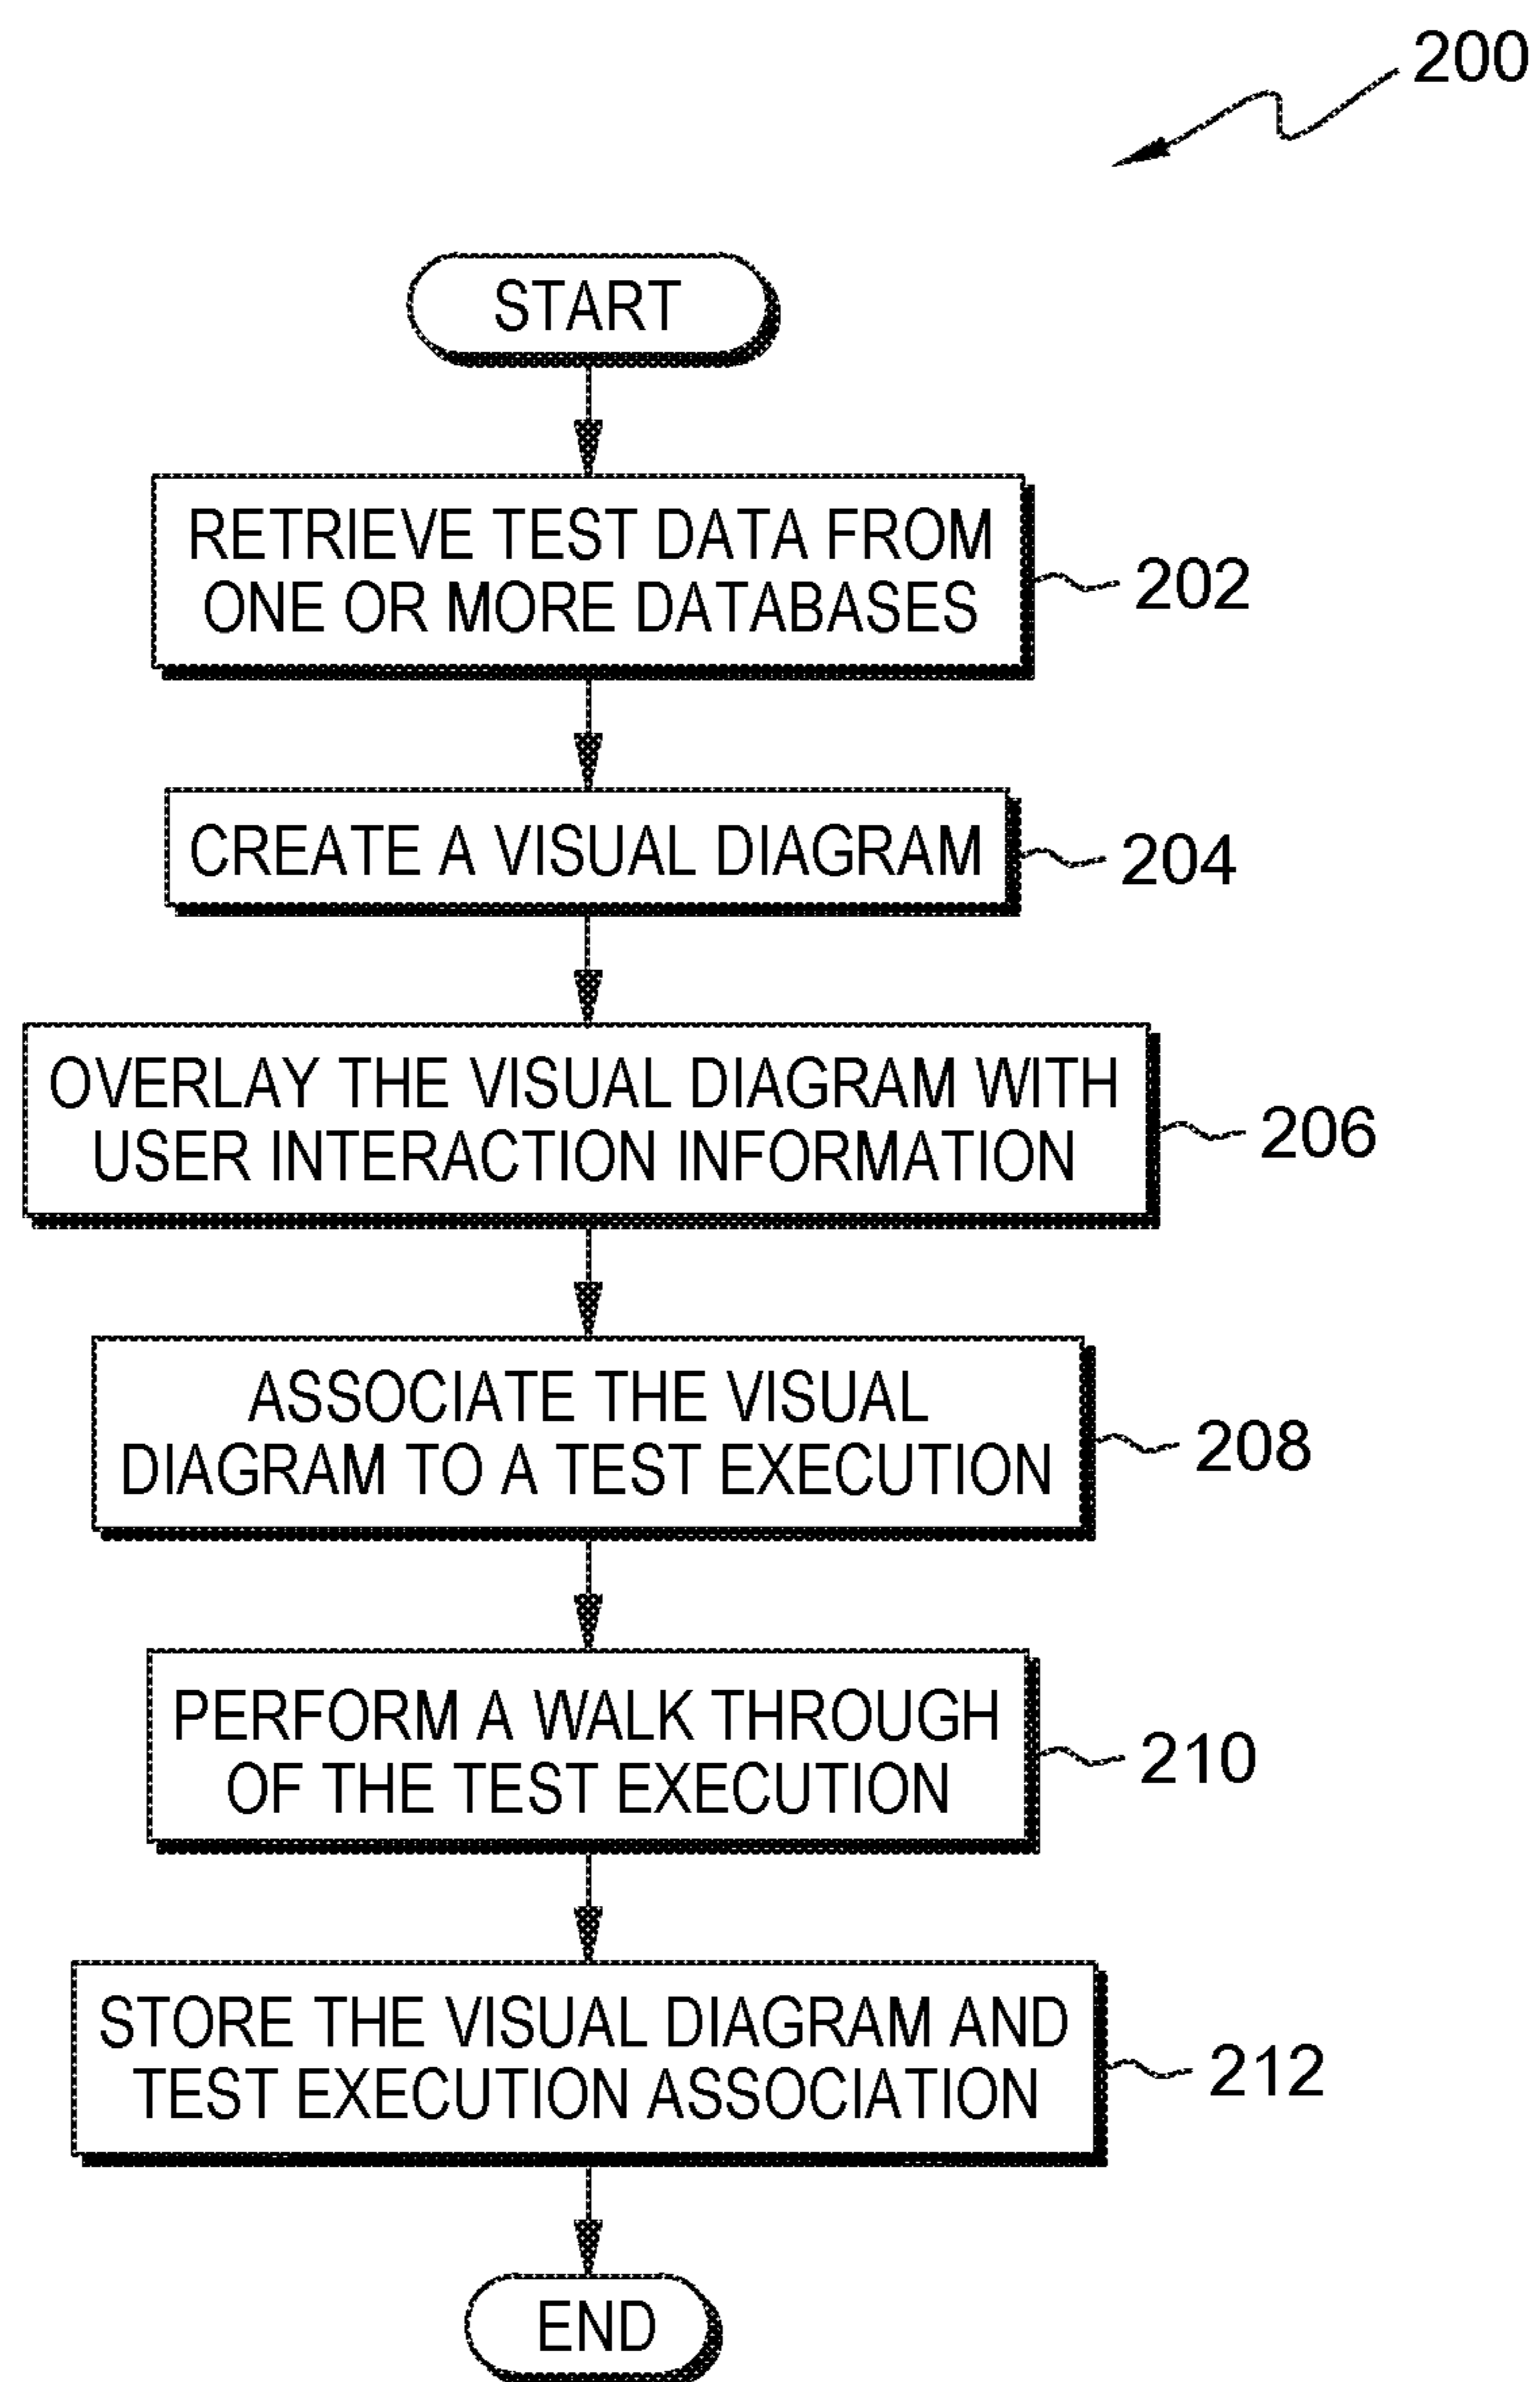 200
START
RETRIEVE TEST DATA FROM
ONE OR MORE DATABASES
202
CREATE A VISUAL DIAGRAM
204
OVERLAY THE VISUAL DIAGRAM WITH
USER INTERACTION INFORMATION
206
ASSOCIATE THE VISUAL
DIAGRAM TO A TEST EXECUTION
208
PERFORM A WALK THROUGH
OF THE TEST EXECUTION
210
STORE THE VISUAL DIAGRAM AND
TEST EXECUTION ASSOCIATION
212
END